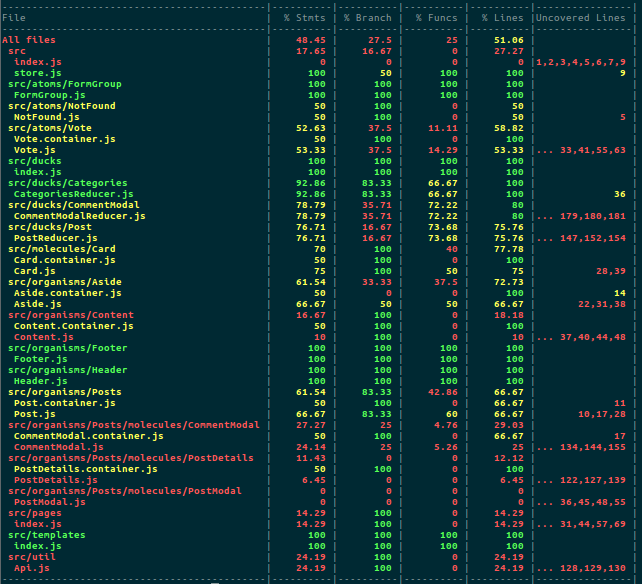 File | % Stmts | % Branch | % Funcs | % Lines |Uncovered Lines |
All files | 48.45 | 27.5 | 25 | 51.06 | |
src | 17.65 | 16.67 | 0 | 27.27 | |
index.js | 0 | 0 | 0 | 0 |1,2,3,4,5,6,7,9 |
store.js | 100 | 50 | 100 | 100 | 9 |
src/atoms/FormGroup | 100 | 100 | 100 | 100 | |
FormGroup.js | 100 | 100 | 100 | 100 | |
src/atoms/NotFound | 50 | 100 | 0 | 50 | |
NotFound.js | 50 | 100 | 0 | 50 | 5 |
src/atoms/Vote | 52.63 | 37.5 | 11.11 | 58.82 | |
Vote.container.js | 50 | 100 | 0 | 100 | |
Vote.js | 53.33 | 37.5 | 14.29 | 53.33 |... 33,41,55,63 |
src/ducks | 100 | 100 | 100 | 100 | |
index.js | 100 | 100 | 100 | 100 | |
src/ducks/Categories | 92.86 | 83.33 | 66.67 | 100 | |
CategoriesReducer.js | 92.86 | 83.33 | 66.67 | 100 | 36 |
src/ducks/CommentModal | 78.79 | 35.71 | 72.22 | 80 | |
CommentModalReducer.js | 78.79 | 35.71 | 72.22 | 80 |... 179,180,181 |
src/ducks/Post | 76.71 | 16.67 | 73.68 | 75.76 | |
PostReducer.js | 76.71 | 16.67 | 73.68 | 75.76 |... 147,152,154 |
src/molecules/Card | 70 | 100 | 40 | 77.78 | |
Card.container.js | 50 | 100 | 0 | 100 | |
Card.js | 75 | 100 | 50 | 75 | 28,39 |
src/organisms/Aside | 61.54 | 33.33 | 37.5 | 72.73 | |
Aside.container.js | 50 | 0 | 0 | 100 | 14 |
Aside.js | 66.67 | 50 | 50 | 66.67 | 22,31,38 |
src/organisms/Content | 16.67 | 100 | 0 | 18.18 | |
Content.Container.js | 50 | 100 | 0 | 100 | |
Content.js | 10 | 100 | 0 | 10 |... 37,40,44,48 |
src/organisms/Footer | 100 | 100 | 100 | 100 | |
Footer.js | 100 | 100 | 100 | 100 | |
src/organisms/Header | 100 | 100 | 100 | 100 | |
Header.js | 100 | 100 | 100 | 100 | |
src/organisms/Posts | 61.54 | 83.33 | 42.86 | 66.67 | |
Post.container.js | 50 | 100 | 0 | 66.67 | 11 |
Post.js | 66.67 | 83.33 | 60 | 66.67 | 10,17,28 |
src/organisms/Posts/molecules/CommentModal | 27.27 | 25 | 4.76 | 29.03 | |
CommentModal.container.js | 50 | 100 | 0 | 66.67 | 17 |
CommentModal.js | 24.14 | 25 | 5.26 | 25 |... 134,144,155 |
src/organisms/Posts/molecules/PostDetails | 11.43 | 0 | 0 | 12.12 | |
PostDetails.container.js | 50 | 100 | 0 | 100 | |
PostDetails.js | 6.45 | 0 | 0 | 6.45 |... 122,127,139 |
src/organisms/Posts/molecules/PostModal | 0 | 0 | 0 | 0 | |
PostModal.js | 0 | 0 | 0 | 0 |... 36,45,48,55 |
src/pages | 14.29 | 100 | 0 | 14.29 | |
index.js | 14.29 | 100 | 0 | 14.29 |... 31,44,57,69 |
src/templates | 100 | 100 | 100 | 100 | |
index.js | 100 | 100 | 100 | 100 | |
src/util | 24.19 | 100 | 0 | 24.19 | |
Api.js | 24.19 | 100 | 0 | 24.19 |... 128,129,130 |